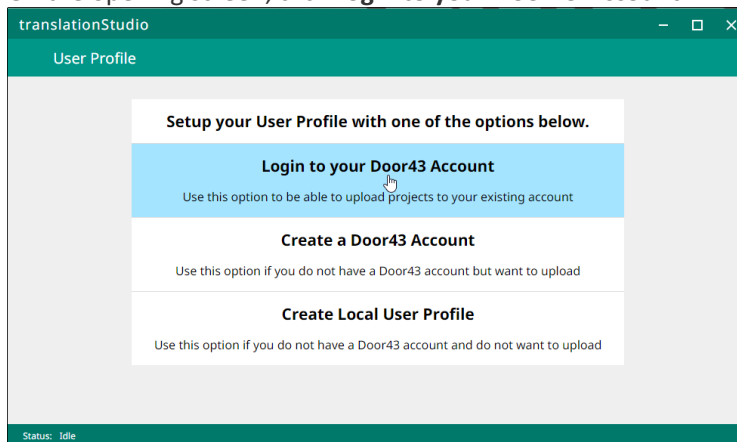 translationStudio
User Profile
Setup your User Profile with one of the options below.
Login to your Door43 Account
Use this option to be able to upload projects to your existing account
Create a Door43 Account
Use this option if you do not have a Door43 account but want to upload
Create Local User Profile
Use this option if you do not have a Door43 account and do not want to upload
Status: Idle